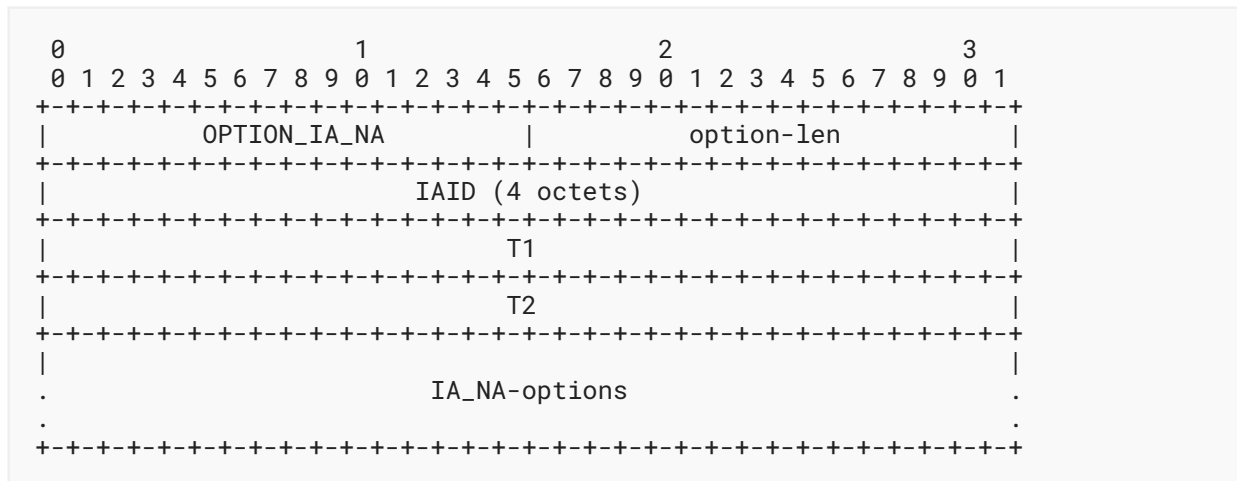 0                   1                   2                   3
 0 1 2 3 4 5 6 7 8 9 0 1 2 3 4 5 6 7 8 9 0 1 2 3 4 5 6 7 8 9 0 1
+-+-+-+-+-+-+-+-+-+-+-+-+-+-+-+-+-+-+-+-+-+-+-+-+-+-+-+-+-+-+-+-+
|          OPTION_IA_NA         |          option-len           |
+-+-+-+-+-+-+-+-+-+-+-+-+-+-+-+-+-+-+-+-+-+-+-+-+-+-+-+-+-+-+-+-+
|                        IAID (4 octets)                        |
+-+-+-+-+-+-+-+-+-+-+-+-+-+-+-+-+-+-+-+-+-+-+-+-+-+-+-+-+-+-+-+-+
|                              T1                               |
+-+-+-+-+-+-+-+-+-+-+-+-+-+-+-+-+-+-+-+-+-+-+-+-+-+-+-+-+-+-+-+-+
|                              T2                               |
+-+-+-+-+-+-+-+-+-+-+-+-+-+-+-+-+-+-+-+-+-+-+-+-+-+-+-+-+-+-+-+-+
|                                                               |
.                         IA_NA-options                         .
.                                                               .
+-+-+-+-+-+-+-+-+-+-+-+-+-+-+-+-+-+-+-+-+-+-+-+-+-+-+-+-+-+-+-+-+